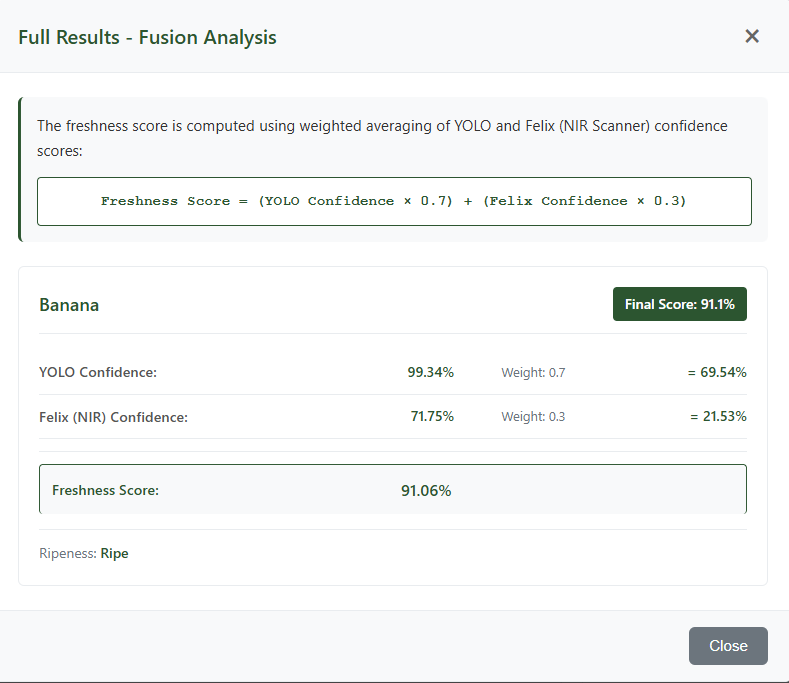 Full Results - Fusion Analysis
×
The freshness score is computed using weighted averaging of YOLO and Felix (NIR Scanner) confidence
scores:
Freshness Score = (YOLO Confidence × 0.7) + (Felix Confidence × 0.3)
Banana
Final Score: 91.1%
YOLO Confidence: 99.34% Weight: 0.7 = 69.54%
Felix (NIR) Confidence: 71.75% Weight: 0.3 = 21.53%
Freshness Score: 91.06%
Ripeness: Ripe
Close